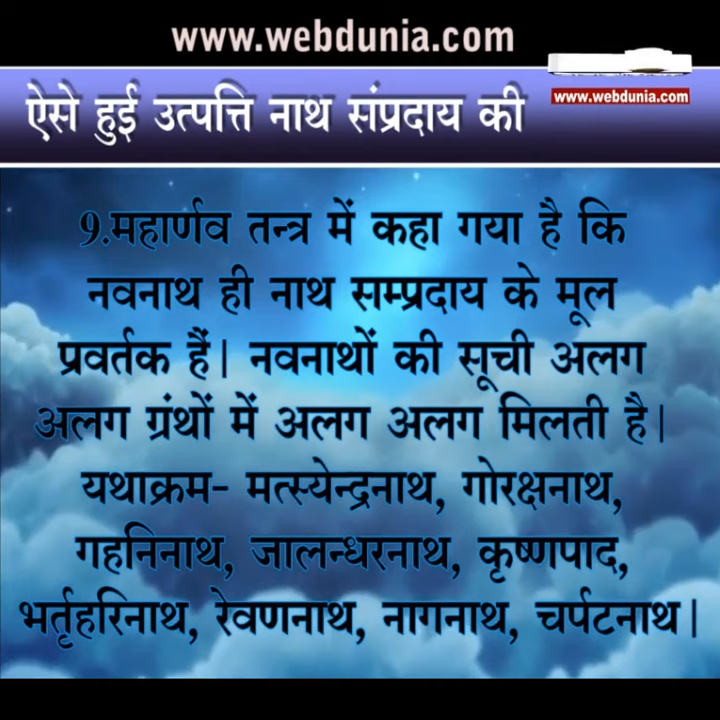 www.webdunia.com
ऐसे हुई उत्पत्ति नाथ संप्रदाय की
www.webdunia.com
9.महार्णव तन्त्र में कहा गया है कि
नवनाथ ही नाथ सम्प्रदाय के मूल
प्रवर्तक हैं। नवनाथों की सूची अलग
अलग ग्रंथों में अलग अलग मिलती है।
यथाक्रम- मत्स्येन्द्रनाथ, गोरक्षनाथ,
गहनिनाथ, जालन्धरनाथ, कृष्णपाद,
भर्तृहरिनाथ, रेवणनाथ, नागनाथ, चर्पटनाथ।